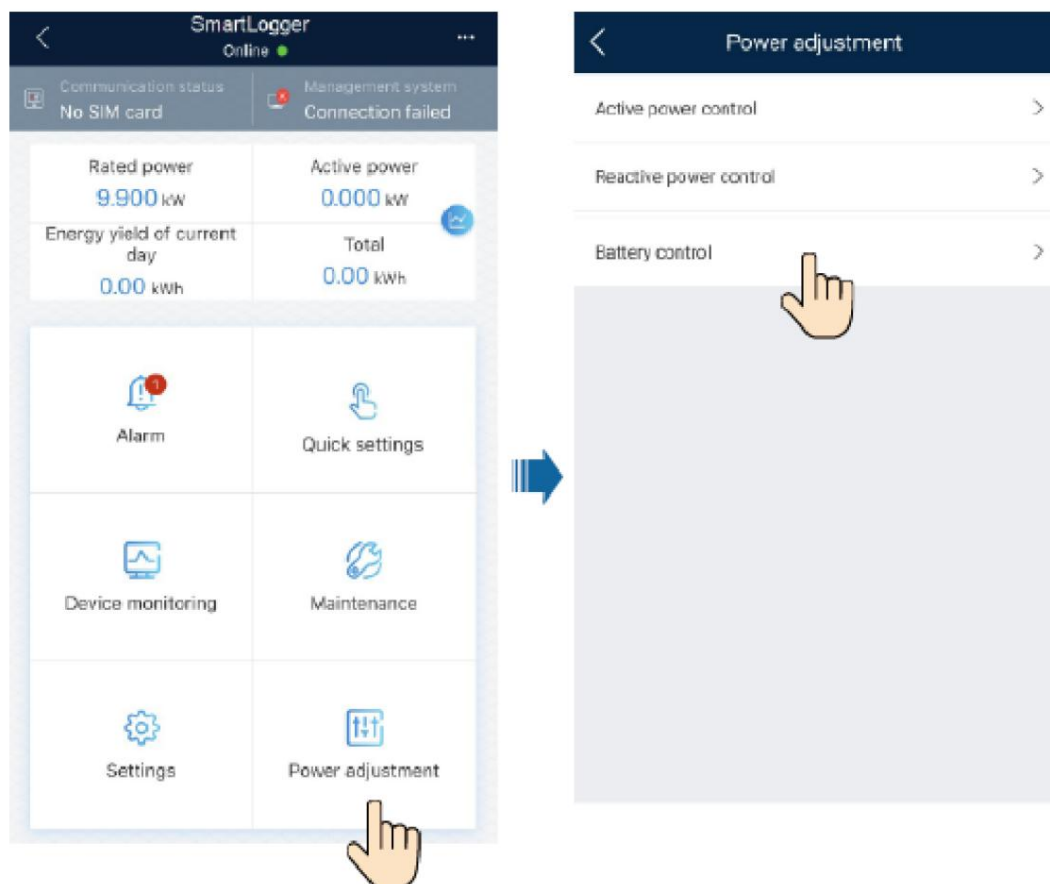 SmartLogger
Online
Communication status
No SIM card
Management system
Connection failed
Rated power
9.900 kW
Active power
0.000 kW
Energy yield of current
day
0.00 kWh
Total
0.00 kWh
1
Alarm
Quick settings
Device monitoring
Maintenance
Settings
Power adjustment
Power adjustment
Active power control
Reactive power control
Battery control